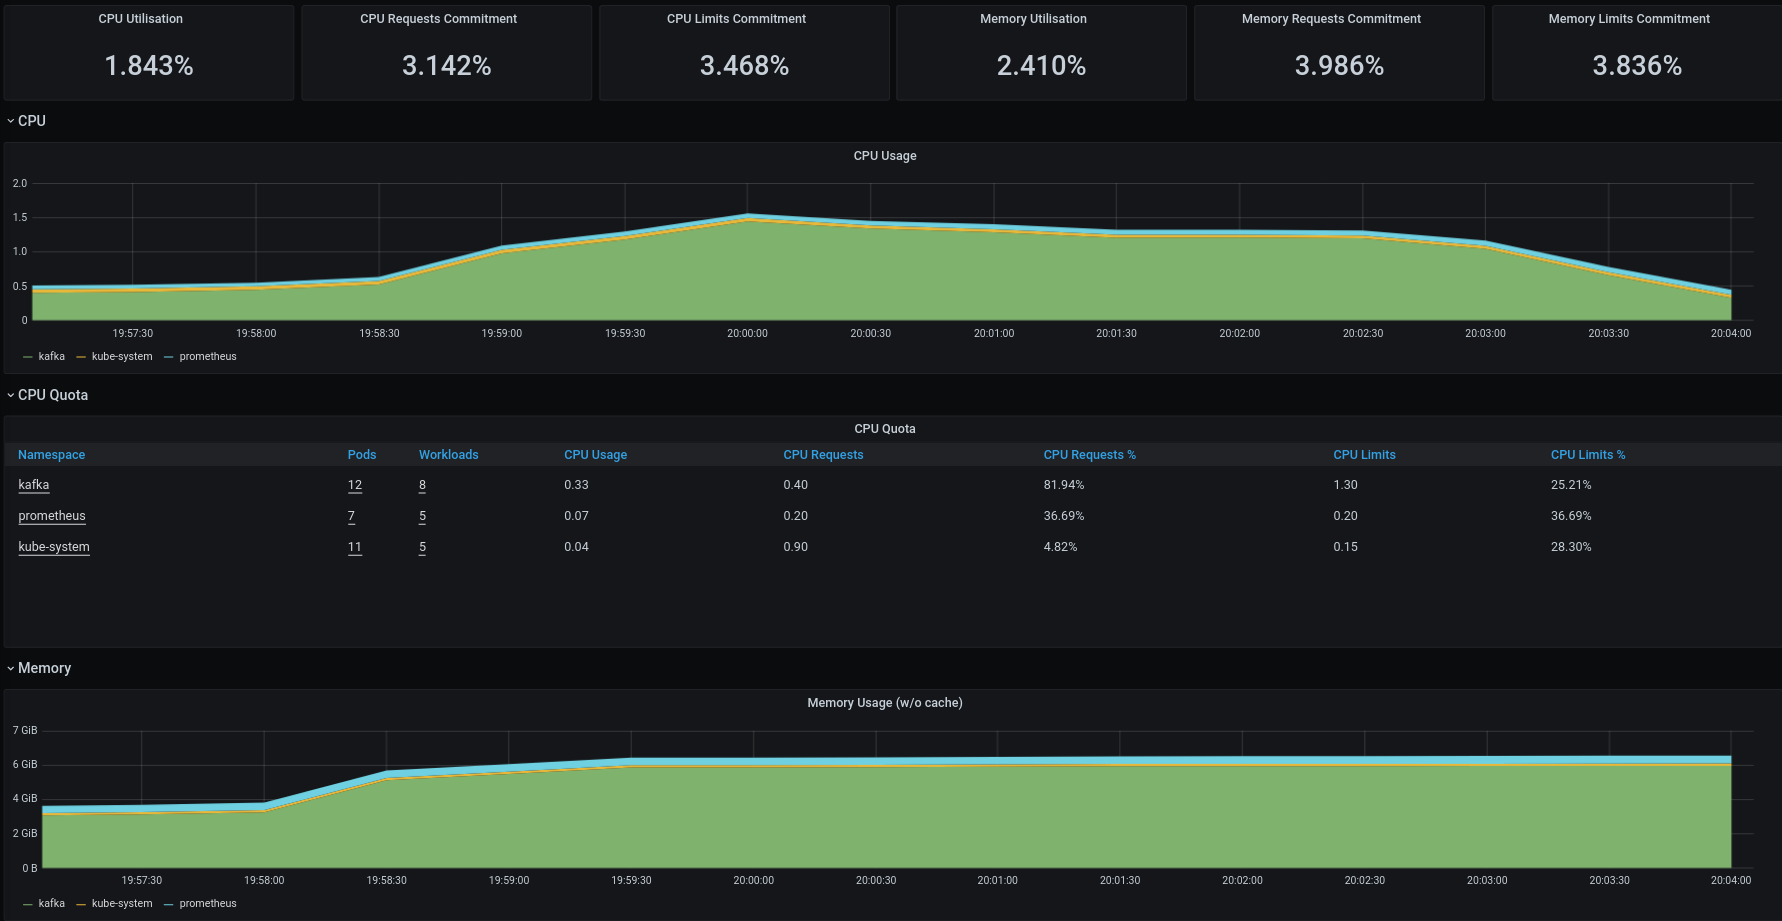 CPU Utilisation CPU Requests Commitment CPU Limits Commitment Memory Utilisation Memory Requests Commitment Memory Limits Commitment
1.843% 3.142% 3.468% 2.410% 3.986% 3.836%
CPU
CPU Usage
2.0
1.5
1.0
0.5
0
19:57:30 19:58:00 19:58:30 19:59:00 19:59:30 20:00:00 20:00:30 20:01:00 20:01:30 20:02:00 20:02:30 20:03:00 20:03:30 20:04:00
kafka kube-system prometheus
CPU Quota
CPU Quota
Namespace Pods Workloads CPU Usage CPU Requests CPU Requests % CPU Limits CPU Limits %
kafka 12 8 0.33 0.40 81.94% 1.30 25.21%
prometheus 7 5 0.07 0.20 36.69% 0.20 36.69%
kube-system 11 5 0.04 0.90 4.82% 0.15 28.30%
Memory
Memory Usage (w/o cache)
7 GiB
6 GiB
4 GiB
2 GiB
0 B
19:57:30 19:58:00 19:58:30 19:59:00 19:59:30 20:00:00 20:00:30 20:01:00 20:01:30 20:02:00 20:02:30 20:03:00 20:03:30 20:04:00
kafka kube-system prometheus